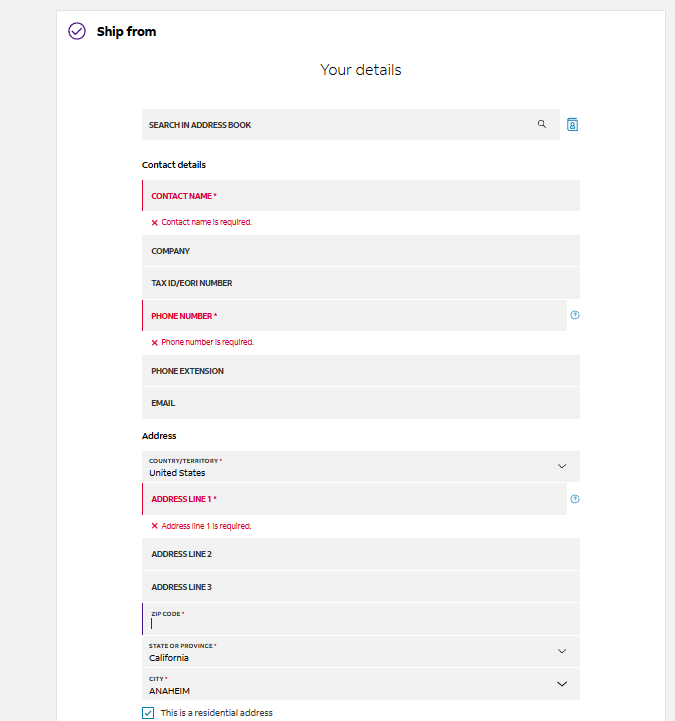 Ship from
Your details
SEARCH IN ADDRESS BOOK
Contact details
CONTACT NAME *
Contact name is required.
COMPANY
TAX ID/EORI NUMBER
PHONE NUMBER *
Phone number is required.
PHONE EXTENSION
EMAIL
Address
COUNTRY/TERRITORY *
United States
ADDRESS LINE 1 *
Address line 1 is required.
ADDRESS LINE 2
ADDRESS LINE 3
ZIP CODE *
STATE OR PROVINCE *
California
CITY *
ANAHEIM
This is a residential address